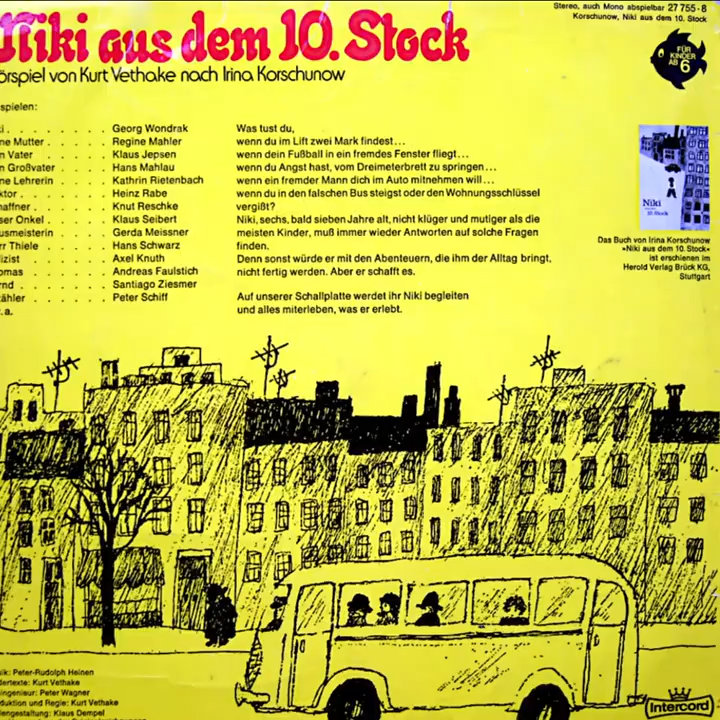 Stereo, auch Mono abspielbar 27 755-8
Korschunow, Niki aus dem 10. Stock
Niki aus dem 10. Stock
örspiel von Kurt Vethake nach Irina Korschunow
FÜR
KINDER
AB 6
spielen:
i . . . . . . . Georg Wondrak
ne Mutter . . . . . . Regine Mahler
n Vater . . . . . . Klaus Jepsen
n Großvater . . . . . Hans Mahlau
ne Lehrerin . . . . . Kathrin Rietenbach
ktor . . . . . . . Heinz Rabe
haffner . . . . . . Knut Reschke
ser Onkel . . . . . Klaus Seibert
usmeisterin . . . . . Gerda Meissner
rr Thiele . . . . . . Hans Schwarz
lizist . . . . . . . Axel Knuth
omas . . . . . . . Andreas Faulstich
rnd . . . . . . . Santiago Ziesmer
zähler . . . . . . . Peter Schiff
.a.
Was tust du,
wenn du im Lift zwei Mark findest...
wenn dein Fußball in ein fremdes Fenster fliegt...
wenn du Angst hast, vom Dreimeterbrett zu springen...
wenn ein fremder Mann dich im Auto mitnehmen will...
wenn du in den falschen Bus steigst oder den Wohnungsschlüssel
vergißt?
Niki, sechs, bald sieben Jahre alt, nicht klüger und mutiger als die
meisten Kinder, muß immer wieder Antworten auf solche Fragen
finden.
Denn sonst würde er mit den Abenteuern, die ihm der Alltag bringt,
nicht fertig werden. Aber er schafft es.
Auf unserer Schallplatte werdet ihr Niki begleiten
und alles miterleben, was er erlebt.
Niki
10. Stock
Das Buch von Irina Korschunow
»Niki aus dem 10. Stock«
ist erschienen im
Herold Verlag Brück KG,
Stuttgart
sik: Peter-Rudolph Heinen
dertexte: Kurt Vethake
ingenieur: Peter Wagner
duktion und Regie: Kurt Vethake
engestaltung: Klaus Dempel
Intercord